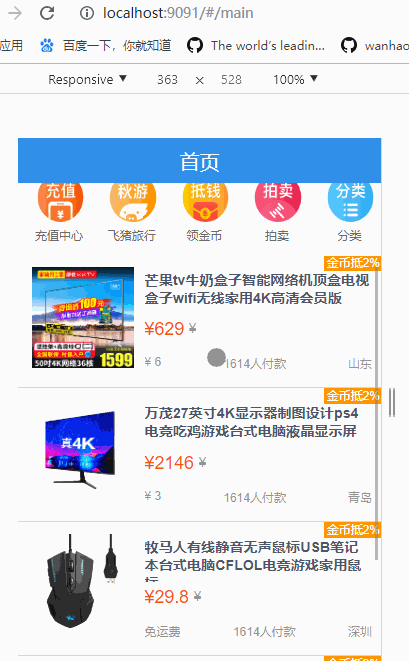 localhost:9091/#/main
应用
百度一下，你就知道
The world's leadin...
wanhao
Responsive ▼
363
×
528
100% ▼
首页
充值
秋游
抵钱
拍卖
分类
充值中心
飞猪旅行
领金币
拍卖
分类
金币抵2%
芒果tv牛奶盒子智能网络机顶盒电视
盒子wifi无线家用4K高清会员版
¥629 ¥
¥ 6
1614人付款
山东
1599
金币抵2%
万茂27英寸4K显示器制图设计ps4
电竞吃鸡游戏台式电脑液晶显示屏
真4K
¥2146 ¥
¥ 3
1614人付款
青岛
金币抵2%
牧马人有线静音无声鼠标USB笔记
本台式电脑CFLOL电竞游戏家用鼠
标
¥29.8 ¥
免运费
1614人付款
深圳